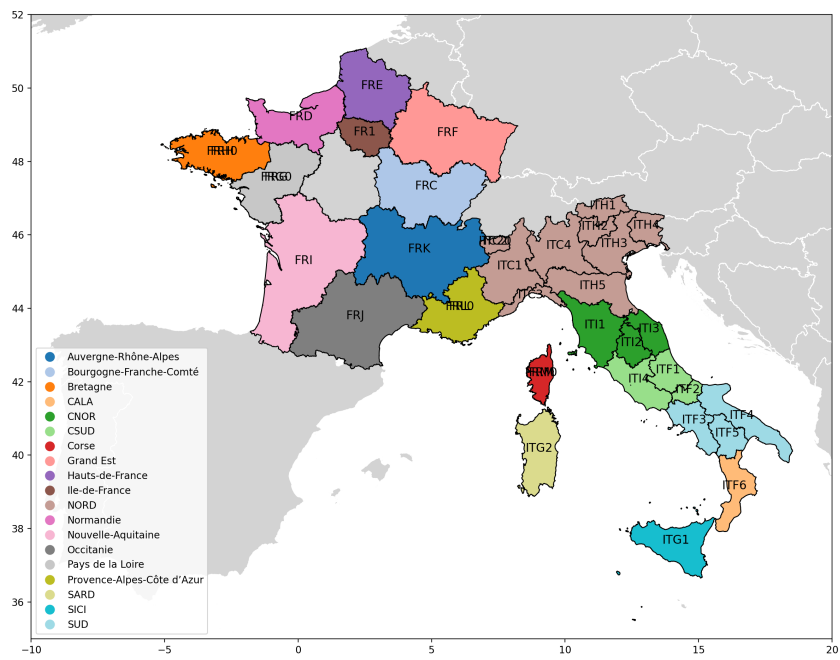 52
50
48
46
44
42
40
38
36
−10
−5
0
5
10
15
20
FRE
FRD
FR1
FRF
FRC
FRI
FRK
FRJ
ITH1
ITH2
ITH4
ITC4
ITH3
ITC1
ITH5
ITI1
ITI3
ITI2
ITF1
ITI4
ITF2
ITF4
ITF3
ITF5
ITG2
ITF6
ITG1
Auvergne-Rhône-Alpes
Bourgogne-Franche-Comté
Bretagne
CALA
CNOR
CSUD
Corse
Grand Est
Hauts-de-France
Ile-de-France
NORD
Normandie
Nouvelle-Aquitaine
Occitanie
Pays de la Loire
Provence-Alpes-Côte d’Azur
SARD
SICI
SUD